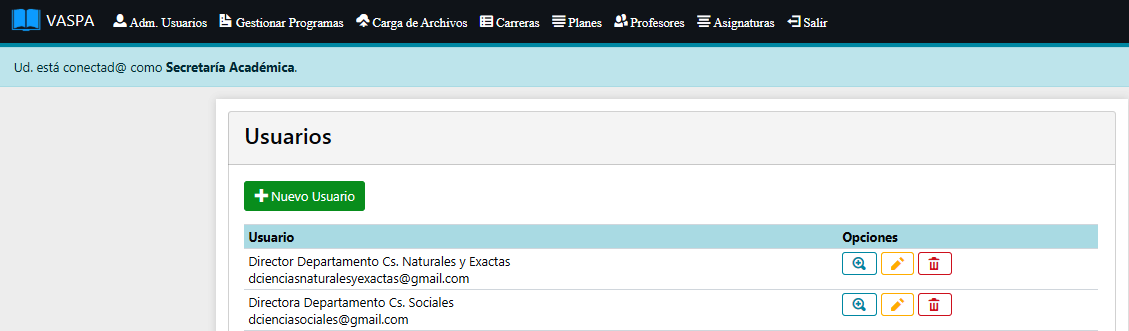 VASPA Adm. Usuarios Gestionar Programas Carga de Archivos Carreras Planes Profesores Asignaturas Salir
Ud. está conectad@ como Secretaría Académica.
Usuarios
Nuevo Usuario
Usuario Opciones
Director Departamento Cs. Naturales y Exactas
dcienciasnaturalesyexactas@gmail.com
Directora Departamento Cs. Sociales
dcienciasociales@gmail.com